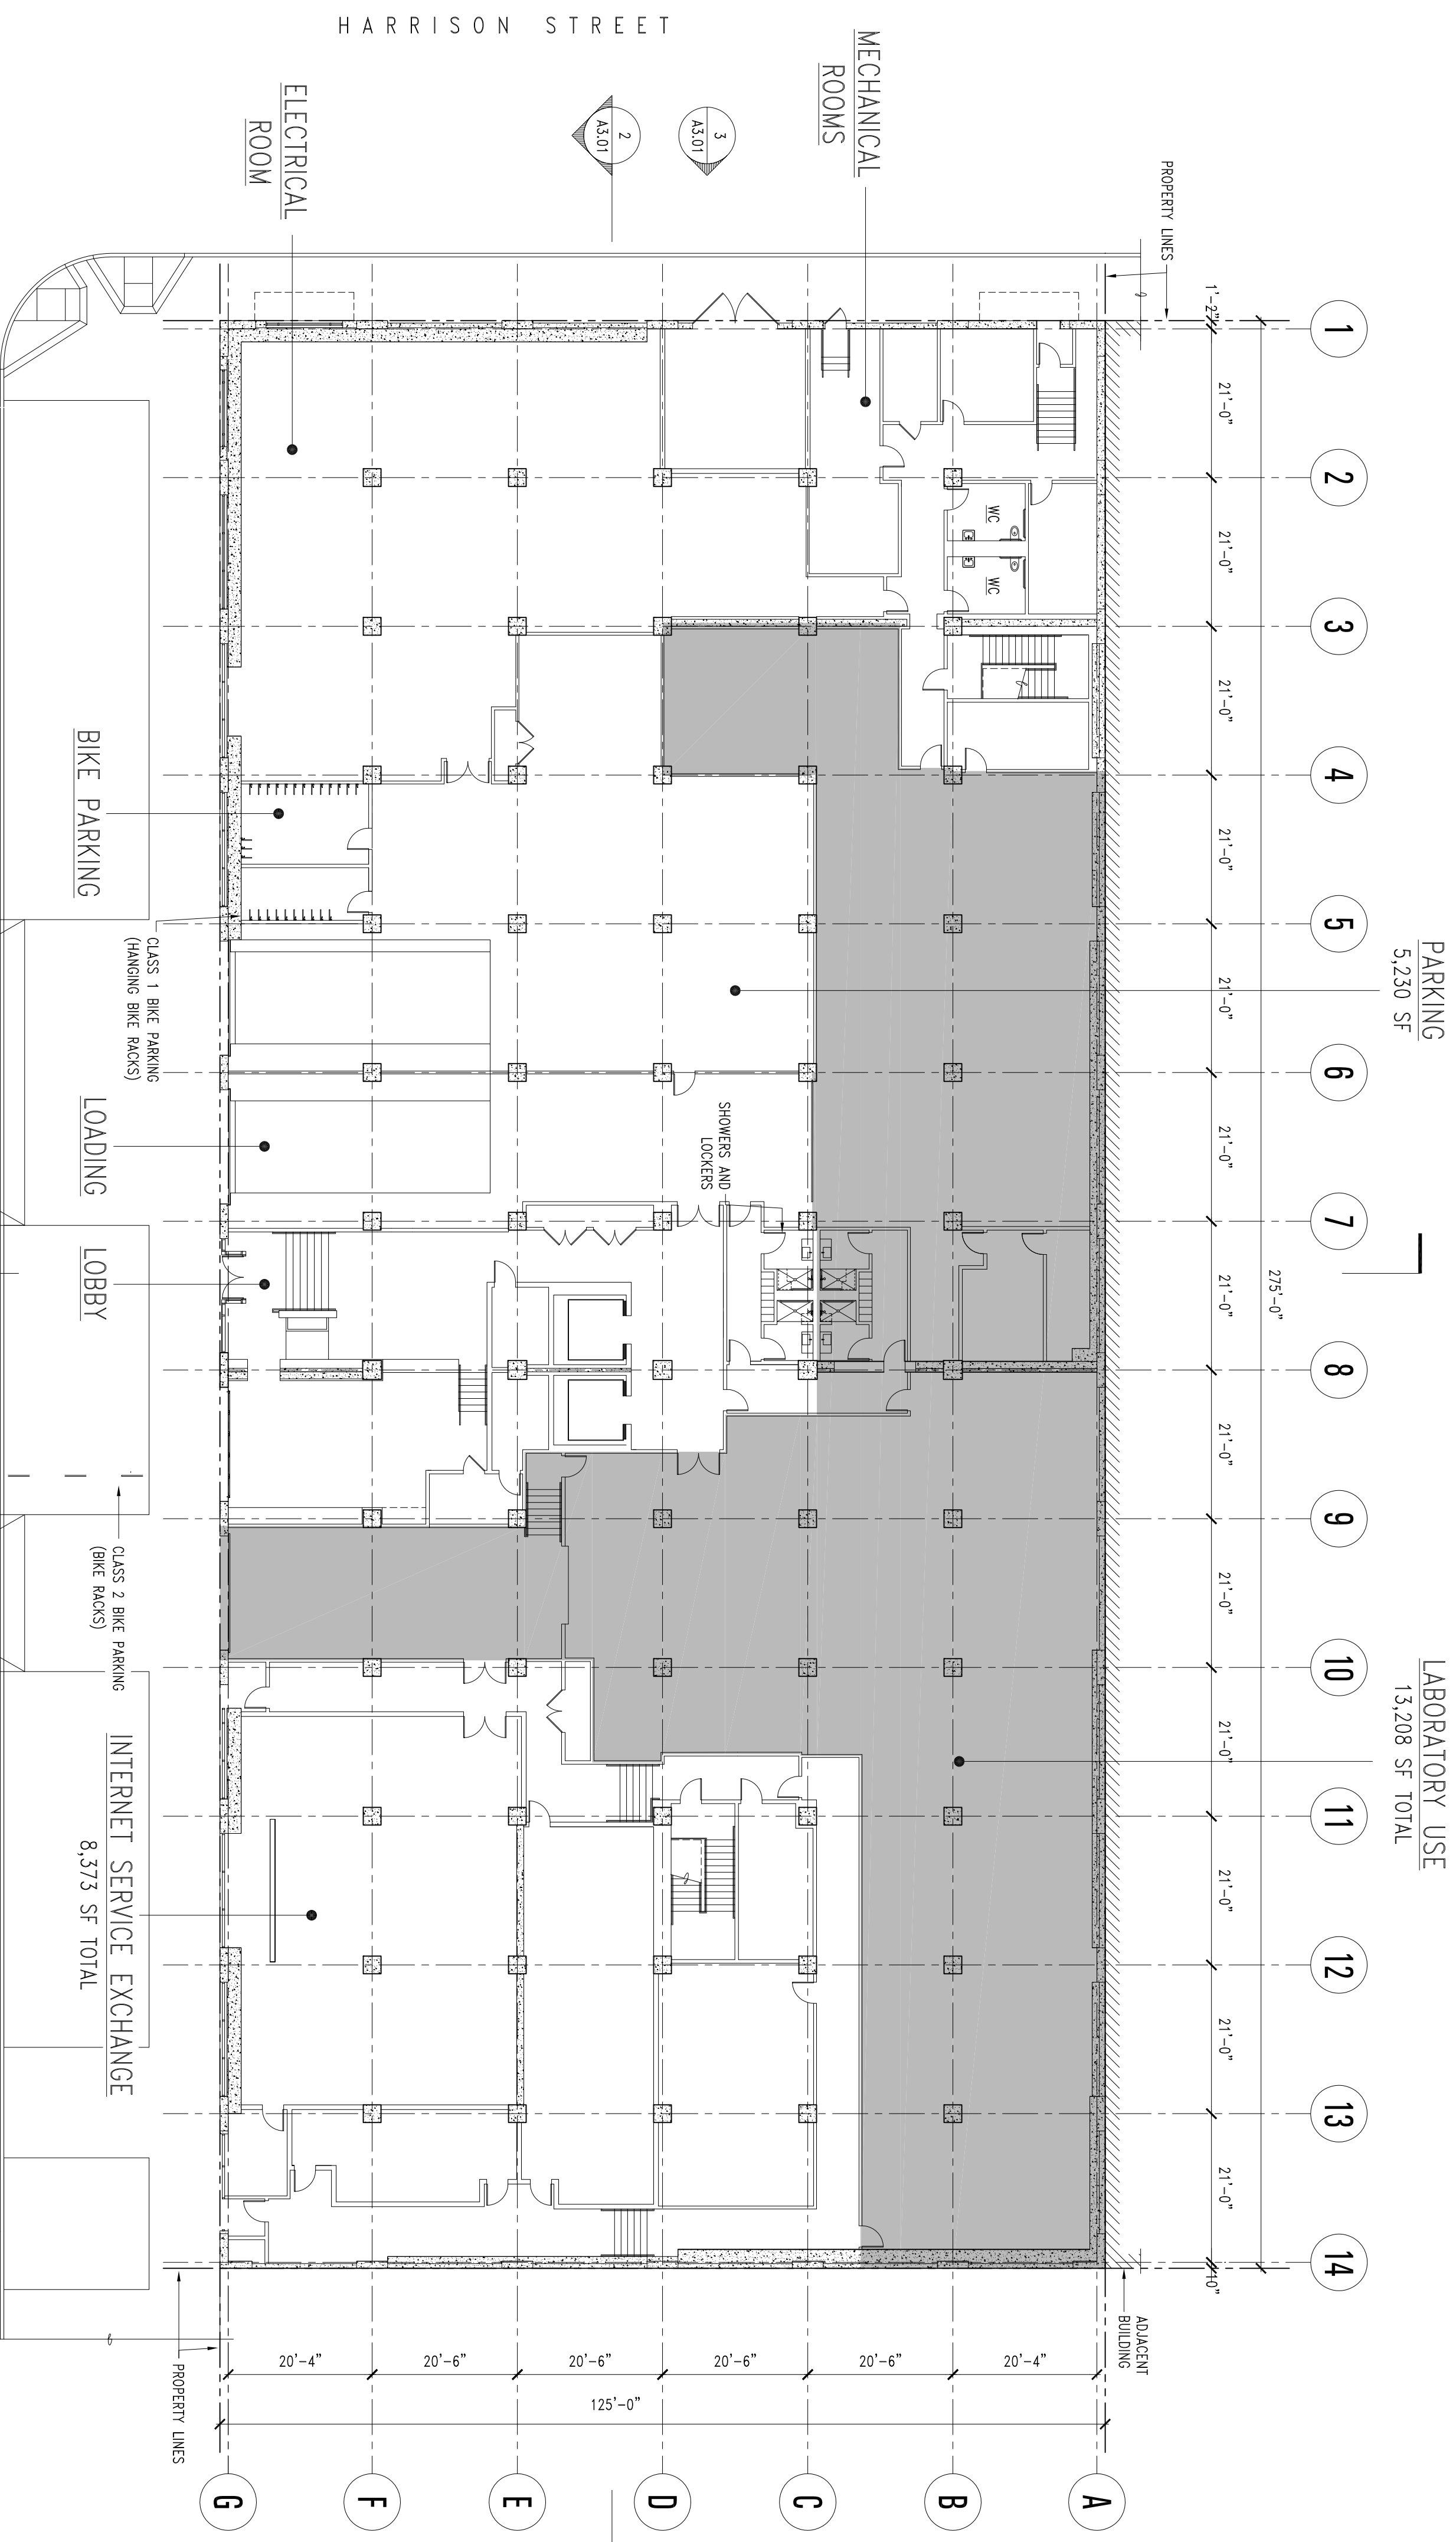 HARRISON STREET
MECHANICAL
ROOMS
ELECTRICAL
ROOM
2
A3.01
3
A3.01
PROPERTY LINES
1'-2"
21'-0"
21'-0"
21'-0"
21'-0"
21'-0"
21'-0"
21'-0"
21'-0"
21'-0"
21'-0"
21'-0"
21'-0"
21'-0"
10"
275'-0"
1
2
3
4
5
6
7
8
9
10
11
12
13
14
PARKING
5,230 SF
LABORATORY USE
13,208 SF TOTAL
WC
WC
SHOWERS AND
LOCKERS
BIKE PARKING
CLASS 1 BIKE PARKING
(HANGING BIKE RACKS)
LOADING
LOBBY
CLASS 2 BIKE PARKING
(BIKE RACKS)
INTERNET SERVICE EXCHANGE
8,373 SF TOTAL
ADJACENT
BUILDING
PROPERTY LINES
20'-4"
20'-6"
20'-6"
20'-6"
20'-6"
20'-4"
125'-0"
G
F
E
D
C
B
A